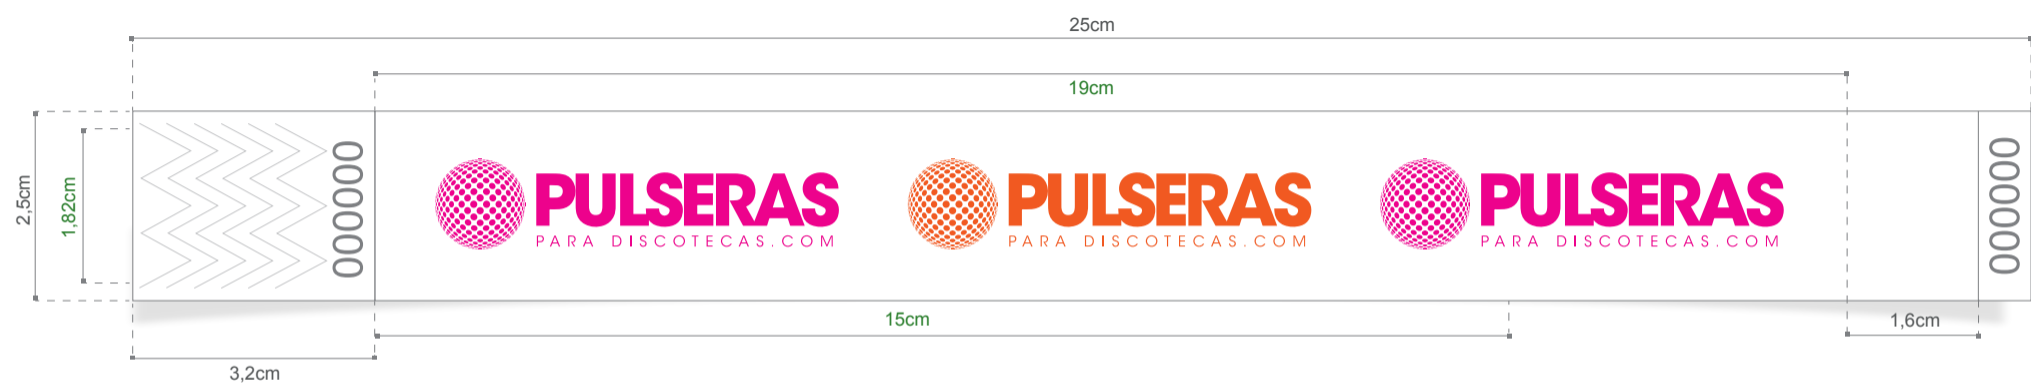 25cm
19cm
2,5cm
1,82cm
000000
PULSERAS
PARA DISCOTECAS.COM
PULSERAS
PARA DISCOTECAS.COM
PULSERAS
PARA DISCOTECAS.COM
000000
15cm
1,6cm
3,2cm